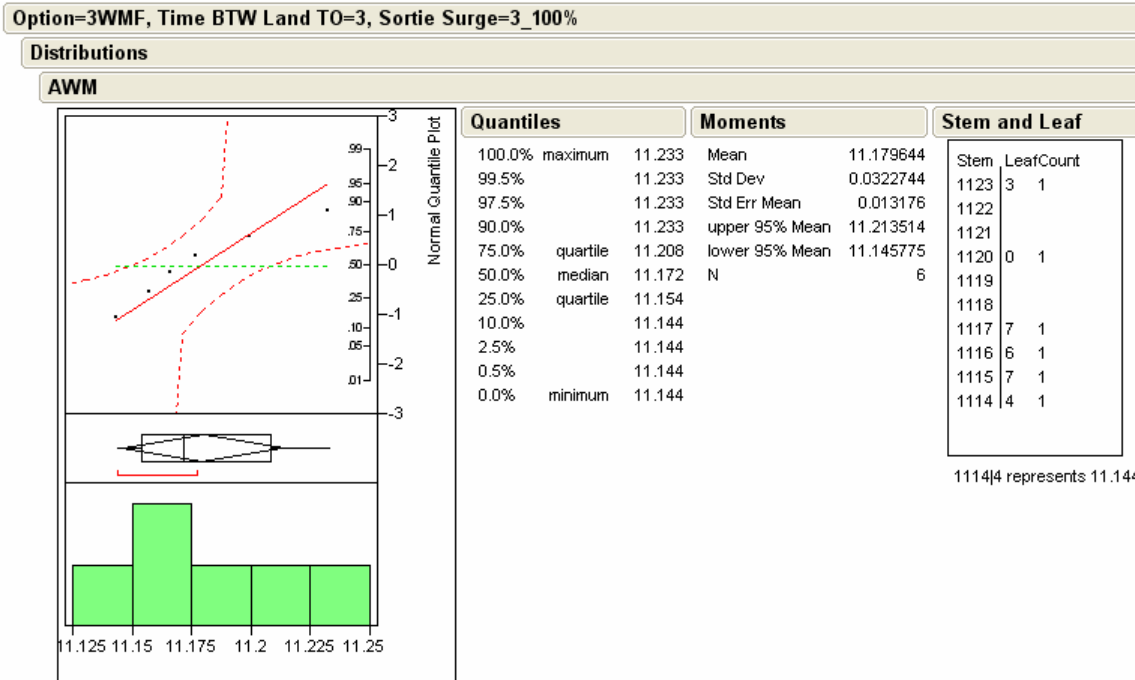 Option=3WMF, Time BTW Land TO=3, Sortie Surge=3_100%
Distributions
AWM
3
2
1
0
-1
-2
-3
.99
.95
.90
.75
.50
.25
.10
.05
.01
Normal Quantile Plot
11.125 11.15 11.175 11.2 11.225 11.25
Quantiles
100.0% maximum 11.233
99.5% 11.233
97.5% 11.233
90.0% 11.233
75.0% quartile 11.208
50.0% median 11.172
25.0% quartile 11.154
10.0% 11.144
2.5% 11.144
0.5% 11.144
0.0% minimum 11.144
Moments
Mean 11.179644
Std Dev 0.0322744
Std Err Mean 0.013176
upper 95% Mean 11.213514
lower 95% Mean 11.145775
N 6
Stem and Leaf
Stem LeafCount
1123 3 1
1122
1121
1120 0 1
1119
1118
1117 7 1
1116 6 1
1115 7 1
1114 4 1
1114|4 represents 11.144